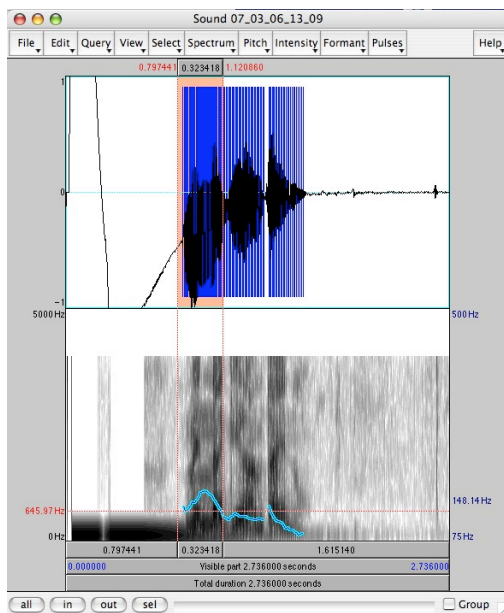 Sound 07_03_06_13_09
File Edit Query View Select Spectrum Pitch Intensity Formant Pulses Help
0.797441 0.323418 1.120860
1
0
-1
5000 Hz 500 Hz
645.97 Hz 148.14 Hz
0 Hz 75 Hz
0.797441 0.323418 1.615140
0.000000 Visible part 2.736000 seconds 2.736000
Total duration 2.736000 seconds
all in out sel Group